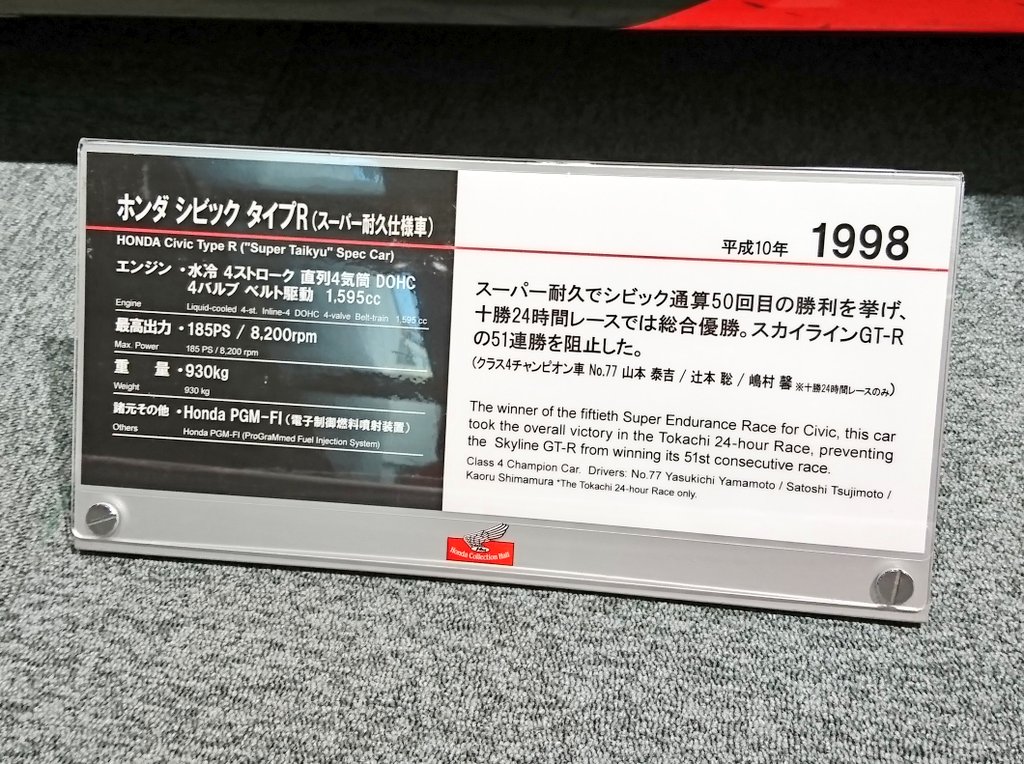 ホンダ シビック タイプR(スーパー耐久仕様車)
HONDA Civic Type R ("Super Taikyu" Spec Car)
エンジン ・水冷 4ストローク 直列4気筒 DOHC
4バルブ ベルト駆動 1,595cc
Engine Liquid-cooled 4-st. Inline-4 DOHC 4-valve Belt-train 1,595 cc
最高出力・185PS / 8,200rpm
Max. Power 185 PS / 8,200 rpm
重 量・930kg
Weight 930 kg
諸元その他・Honda PGM-FI(電子制御燃料噴射装置)
Others Honda PGM-FI (ProGraMmed Fuel Injection System)
平成10年 1998
スーパー耐久でシビック通算50回目の勝利を挙げ、
十勝24時間レースでは総合優勝。スカイラインGT-R
の51連勝を阻止した。
(クラス4チャンピオン車 No.77 山本 泰吉 / 辻本 聡 / 嶋村 馨 ※十勝24時間レースのみ)
The winner of the fiftieth Super Endurance Race for Civic, this car
took the overall victory in the Tokachi 24-hour Race, preventing
the Skyline GT-R from winning its 51st consecutive race.
Class 4 Champion Car. Drivers: No.77 Yasukichi Yamamoto / Satoshi Tsujimoto /
Kaoru Shimamura *The Tokachi 24-hour Race only.
Honda Collection Hall